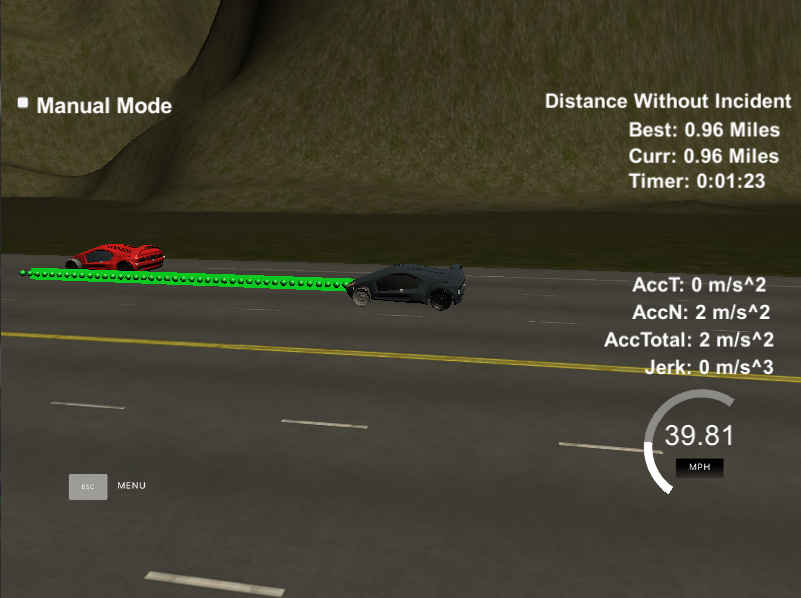 Manual Mode
Distance Without Incident
Best: 0.96 Miles
Curr: 0.96 Miles
Timer: 0:01:23
AccT: 0 m/s^2
AccN: 2 m/s^2
AccTotal: 2 m/s^2
Jerk: 0 m/s^3
39.81
MPH
ESC MENU